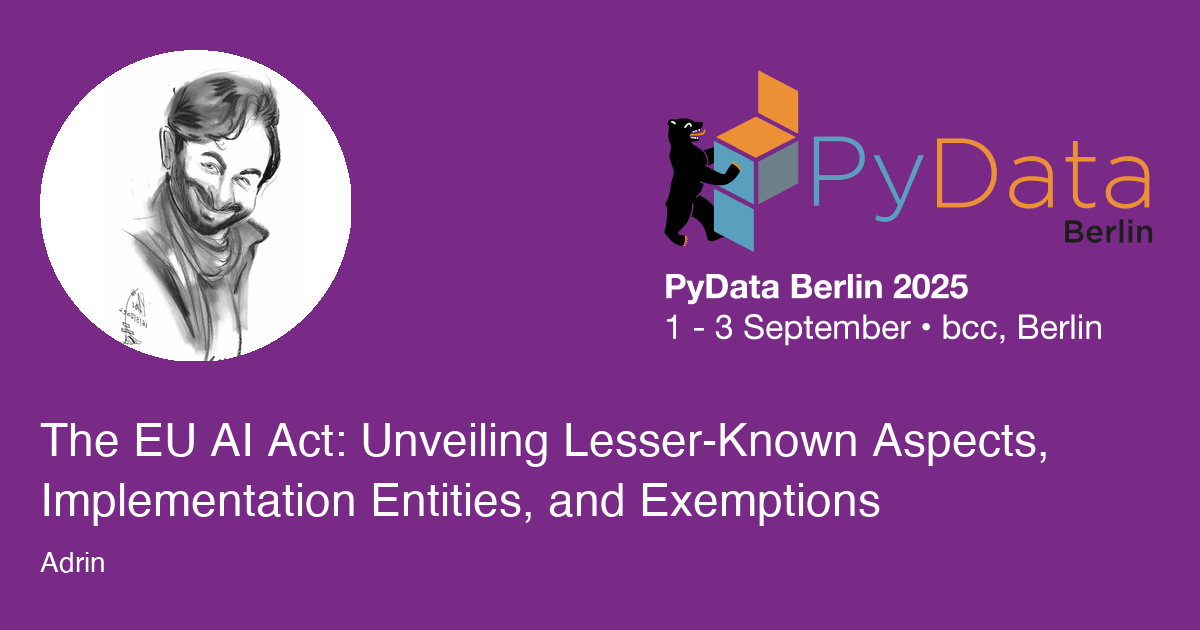 PyData
Berlin
PyData Berlin 2025
1 - 3 September • bcc, Berlin
The EU AI Act: Unveiling Lesser-Known Aspects,
Implementation Entities, and Exemptions
Adrin